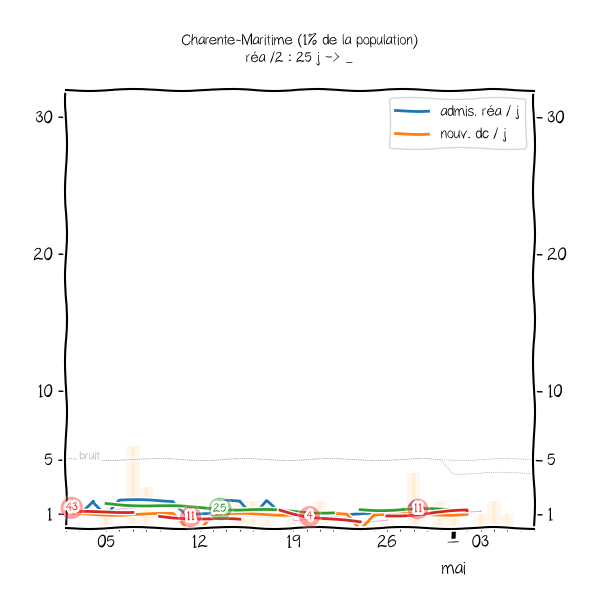 Charente-Maritime (1% de la population)
réa /2 : 25 j -> _
admis. réa / j
nouv. dc / j
30 30
20 20
10 10
5 bruit 5
43 11 25 4 11
1 1
05 12 19 26 1 03
mai